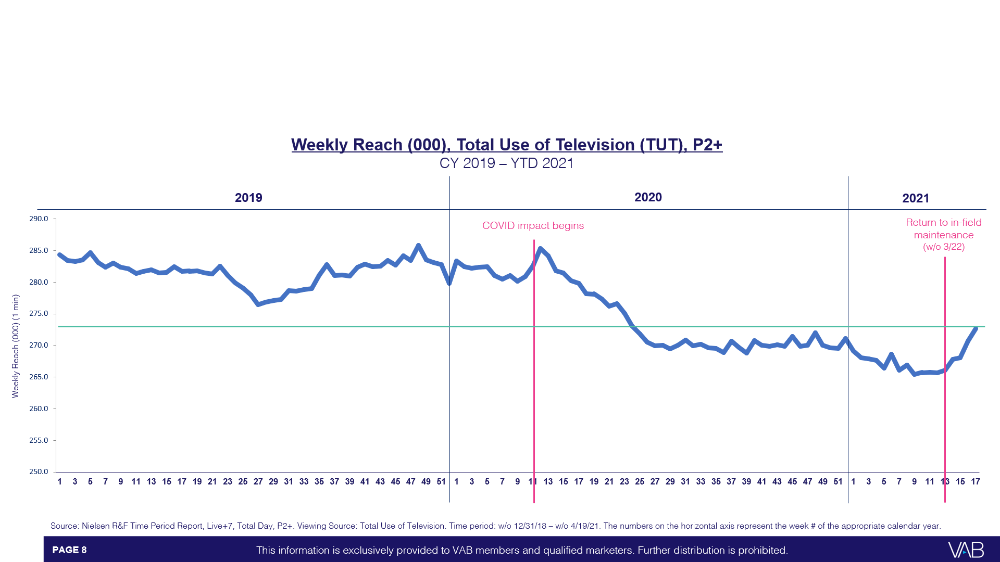 Weekly Reach (000), Total Use of Television (TUT), P2+
CY 2019 – YTD 2021
2019
2020
2021
COVID impact begins
Return to in-field
maintenance
(w/o 3/22)
Weekly Reach (000) (1 min)
290.0
285.0
280.0
275.0
270.0
265.0
260.0
255.0
250.0
1 3 5 7 9 11 13 15 17 19 21 23 25 27 29 31 33 35 37 39 41 43 45 47 49 51 1 3 5 7 9 11 13 15 17 19 21 23 25 27 29 31 33 35 37 39 41 43 45 47 49 51 1 3 5 7 9 11 13 15 17
Source: Nielsen R&F Time Period Report, Live+7, Total Day, P2+. Viewing Source: Total Use of Television. Time period: w/o 12/31/18 – w/o 4/19/21. The numbers on the horizontal axis represent the week # of the appropriate calendar year.
PAGE 8
This information is exclusively provided to VAB members and qualified marketers. Further distribution is prohibited.
VAB